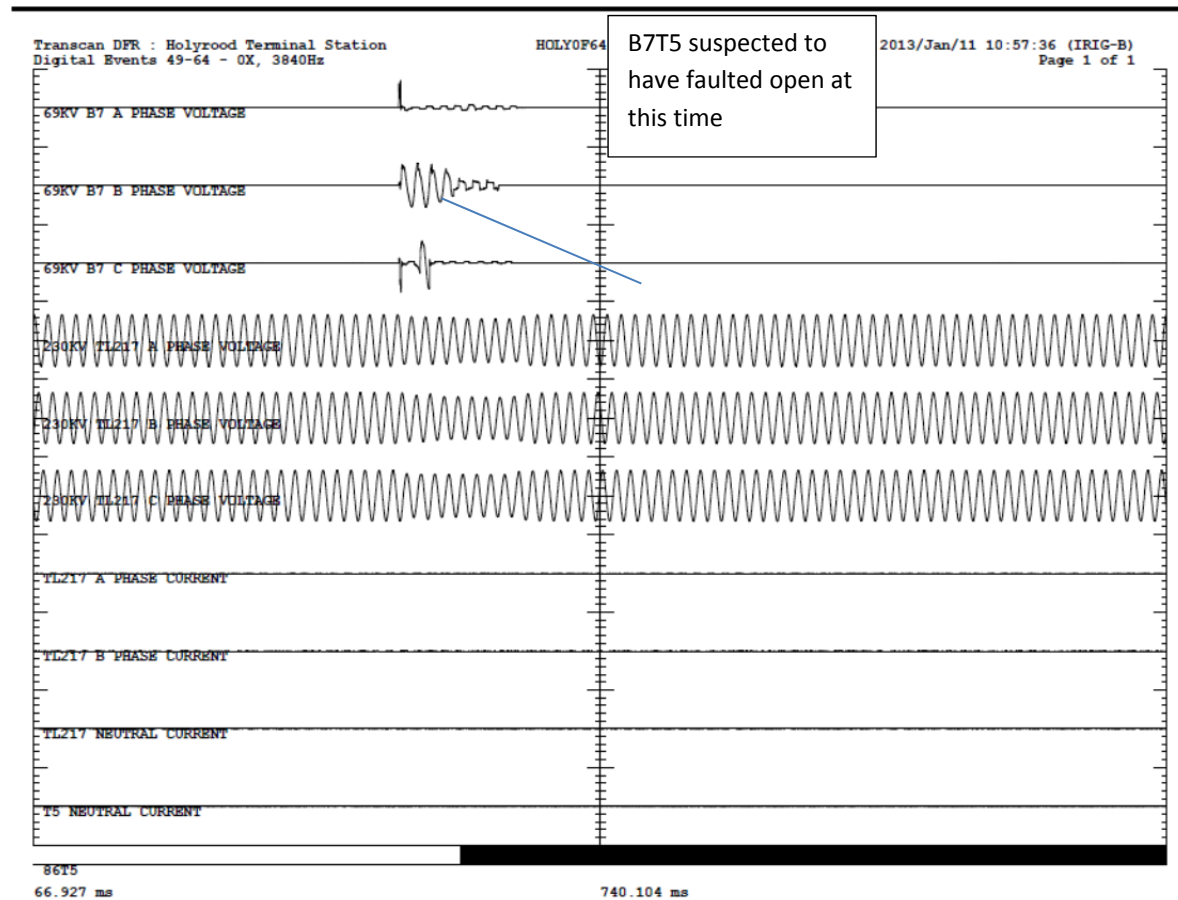 Transcan DFR : Holyrood Terminal Station HOLYOF64 2013/Jan/11 10:57:36 (IRIG-B)
Digital Events 49-64 - 0X, 3840Hz Page 1 of 1
B7T5 suspected to
have faulted open at
this time
69KV B7 A PHASE VOLTAGE
69KV B7 B PHASE VOLTAGE
69KV B7 C PHASE VOLTAGE
230KV TL217 A PHASE VOLTAGE
230KV TL217 B PHASE VOLTAGE
230KV TL217 C PHASE VOLTAGE
TL217 A PHASE CURRENT
TL217 B PHASE CURRENT
TL217 NEUTRAL CURRENT
T5 NEUTRAL CURRENT
86T5
66.927 ms 740.104 ms